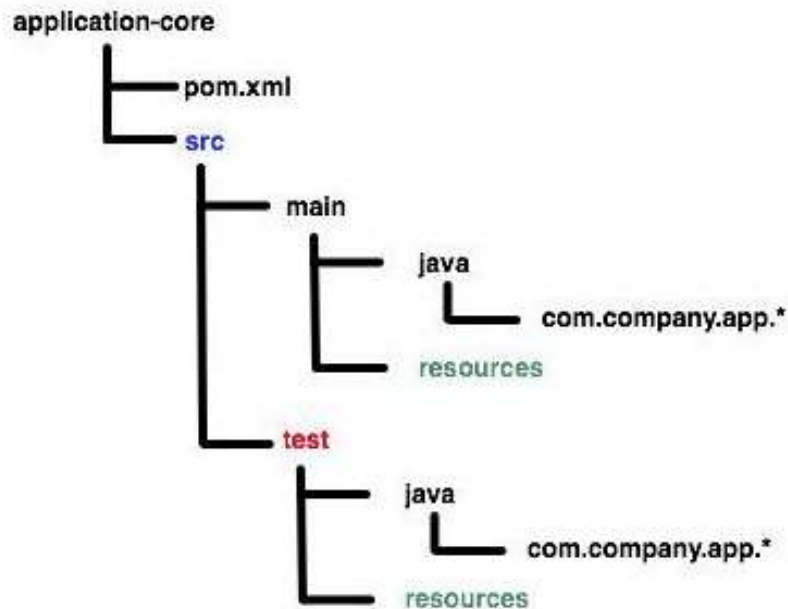 application-core
pom.xml
src
main
java
com.company.app.*
resources
test
java
com.company.app.*
resources